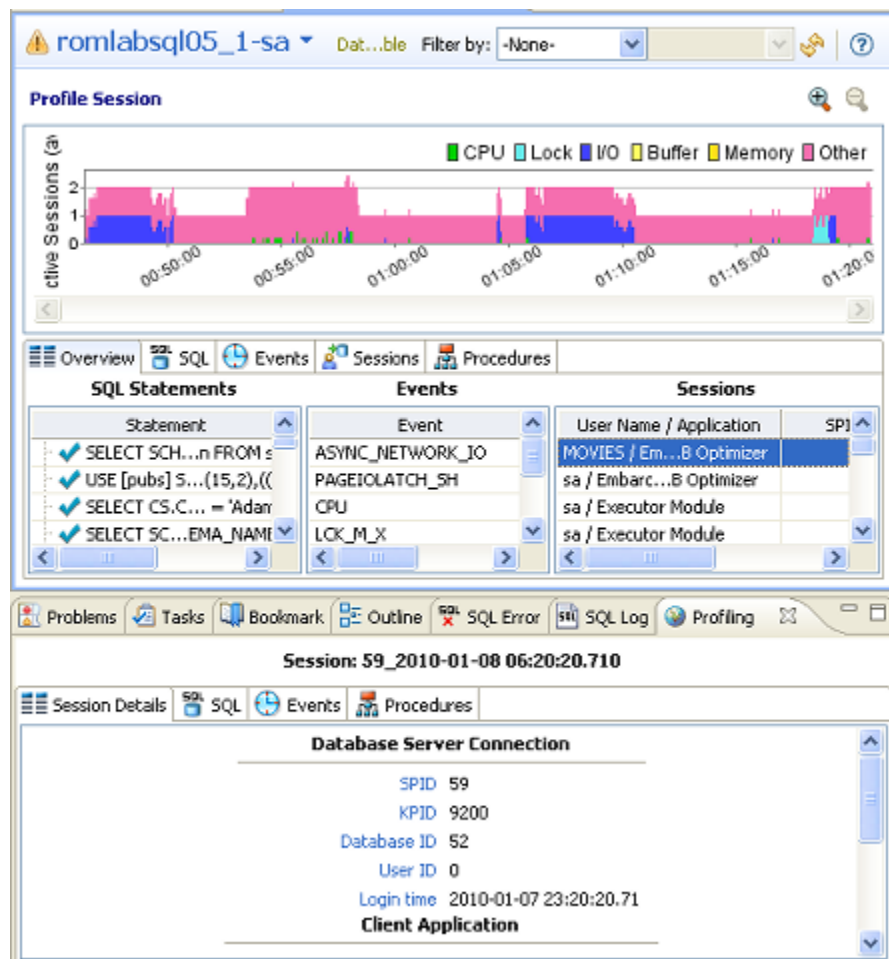 romlabsql05_1-sa Dat...ble Filter by: -None-
Profile Session
CPU Lock I/O Buffer Memory Other
ctive Sessions (av
2
1
0
00:50:00 00:55:00 01:00:00 01:05:00 01:10:00 01:15:00 01:20:0
Overview SQL Events Sessions Procedures
SQL Statements Events Sessions
Statement Event User Name / Application SPI
SELECT SCH...n FROM s ASYNC_NETWORK_IO MOVIES / Em...B Optimizer
USE [pubs] S...(15,2),(( PAGEIOLATCH_SH sa / Embarc...B Optimizer
SELECT CS.C... = 'Adam CPU sa / Executor Module
SELECT SC...EMA_NAME LCK_M_X sa / Executor Module
Problems Tasks Bookmark Outline SQL Error SQL Log Profiling
Session: 59_2010-01-08 06:20:20.710
Session Details SQL Events Procedures
Database Server Connection
SPID 59
KPID 9200
Database ID 52
User ID 0
Login time 2010-01-07 23:20:20.71
Client Application